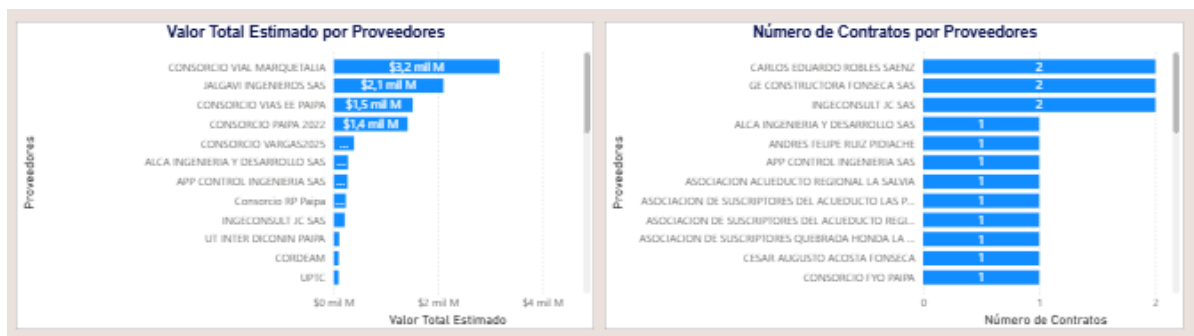 Valor Total Estimado por Proveedores
Proveedores
CONSORCIO VIAL MARQUETALIA
$3,2 mil M
JALGAVI INGENIEROS SAS
$2,1 mil M
CONSORCIO VIAS EE PAIPA
$1,5 mil M
CONSORCIO PAIPA 2022
$1,4 mil M
CONSORCIO VARGAS2025
...
ALCA INGENIERIA Y DESARROLLO SAS
...
APP CONTROL INGENIERIA SAS
...
Consorcio RP Paipa
...
INGECONSULT JC SAS
UT INTER DICONIN PAIPA
CORDEAM
UPTC
$0 mil M $2 mil M $4 mil M
Valor Total Estimado
Número de Contratos por Proveedores
Proveedores
CARLOS EDUARDO ROBLES SAENZ
2
GE CONSTRUCTORA FONSECA SAS
2
INGECONSULT JC SAS
2
ALCA INGENIERIA Y DESARROLLO SAS
1
ANDRES FELIPE RUIZ PIDIACHE
1
APP CONTROL INGENIERIA SAS
1
ASOCIACION ACUEDUCTO REGIONAL LA SALVIA
1
ASOCIACION DE SUSCRIPTORES DEL ACUEDUCTO LAS P...
1
ASOCIACION DE SUSCRIPTORES DEL ACUEDUCTO REGI...
1
ASOCIACION DE SUSCRIPTORES QUEBRADA HONDA LA ...
1
CESAR AUGUSTO ACOSTA FONSECA
1
CONSORCIO FYO PAIPA
1
0 1 2
Número de Contratos